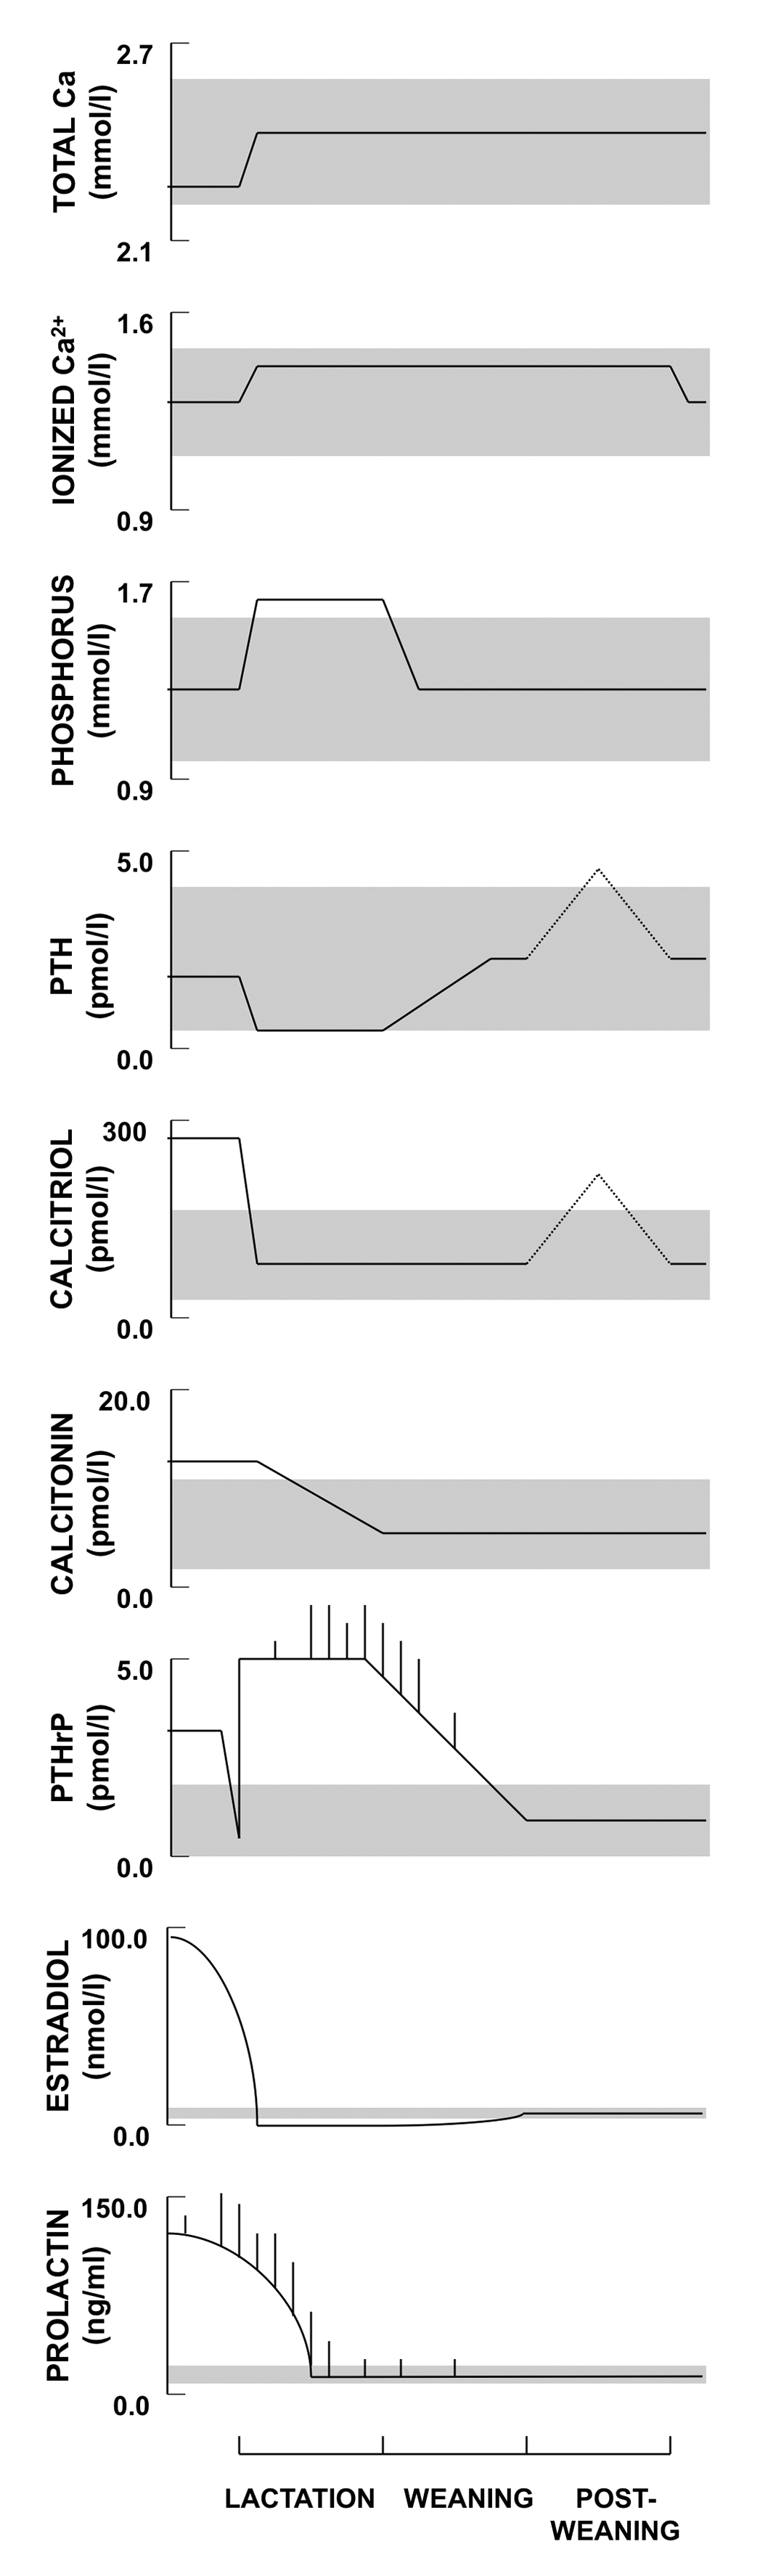 2.7
TOTAL Ca
(mmol/l)
2.1
1.6
IONIZED Ca²⁺
(mmol/l)
0.9
1.7
PHOSPHORUS
(mmol/l)
0.9
5.0
PTH
(pmol/l)
0.0
300
CALCITRIOL
(pmol/l)
0.0
20.0
CALCITONIN
(pmol/l)
0.0
5.0
PTHrP
(pmol/l)
0.0
100.0
ESTRADIOL
(nmol/l)
0.0
150.0
PROLACTIN
(ng/ml)
0.0
LACTATION WEANING POST-
WEANING